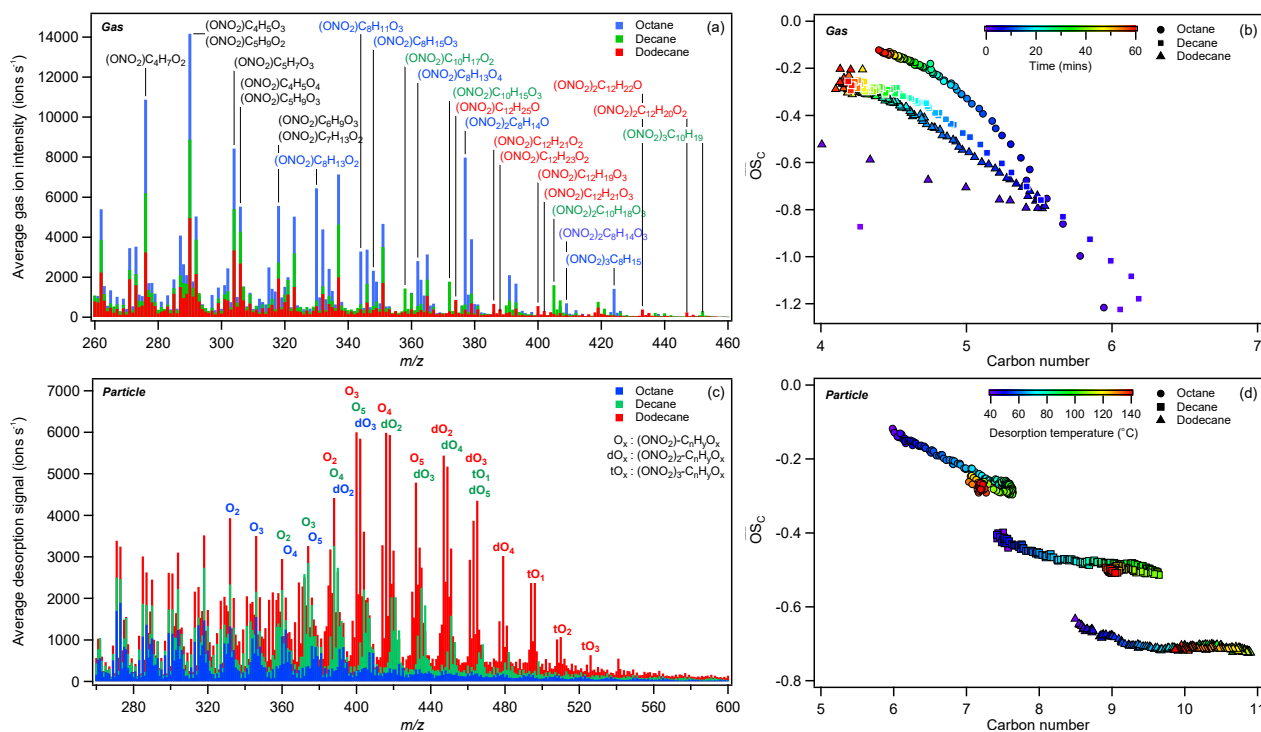 Gas
(a)
Octane
Decane
Dodecane
(ONO2)C4H7O2
(ONO2)C4H5O3
(ONO2)C5H9O2
(ONO2)C5H7O3
(ONO2)C4H5O4
(ONO2)C5H9O3
(ONO2)C6H9O3
(ONO2)C7H13O2
(ONO2)C8H13O2
(ONO2)C8H11O3
(ONO2)C8H15O3
(ONO2)C10H17O2
(ONO2)C8H13O4
(ONO2)C10H15O3
(ONO2)C12H25O
(ONO2)2C8H14O
(ONO2)C12H21O2
(ONO2)C12H23O2
(ONO2)C12H19O3
(ONO2)C12H21O3
(ONO2)2C10H18O3
(ONO2)2C8H14O3
(ONO2)3C8H15
(ONO2)2C12H22O
(ONO2)2C12H20O2
(ONO2)3C10H19
14000
12000
10000
8000
6000
4000
2000
0
Average gas ion intensity (ions s-1)
260 280 300 320 340 360 380 400 420 440 460
m/z
Gas
(b)
0 20 40 60
Time (mins)
Octane
Decane
Dodecane
-0.0
-0.2
-0.4
-0.6
-0.8
-1.0
-1.2
OSC
4 5 6 7
Carbon number
Particle
(c)
Octane
Decane
Dodecane
Ox : (ONO2)-CnHyOx
dOx : (ONO2)2-CnHyOx
tOx : (ONO2)3-CnHyOx
O2
O3
O2
O4
O3
O5
O2
O4
dO2
O3
O5
dO3
O4
dO2
O5
dO3
dO2
dO4
dO3
tO1
dO5
dO4
tO1
tO2
tO3
7000
6000
5000
4000
3000
2000
1000
0
Average desorption signal (ions s-1)
280 320 360 400 440 480 520 560 600
m/z
Particle
(d)
40 60 80 100 120 140
Desorption temperature (°C)
Octane
Decane
Dodecane
0.0
-0.2
-0.4
-0.6
-0.8
OSC
5 6 7 8 9 10 11
Carbon number